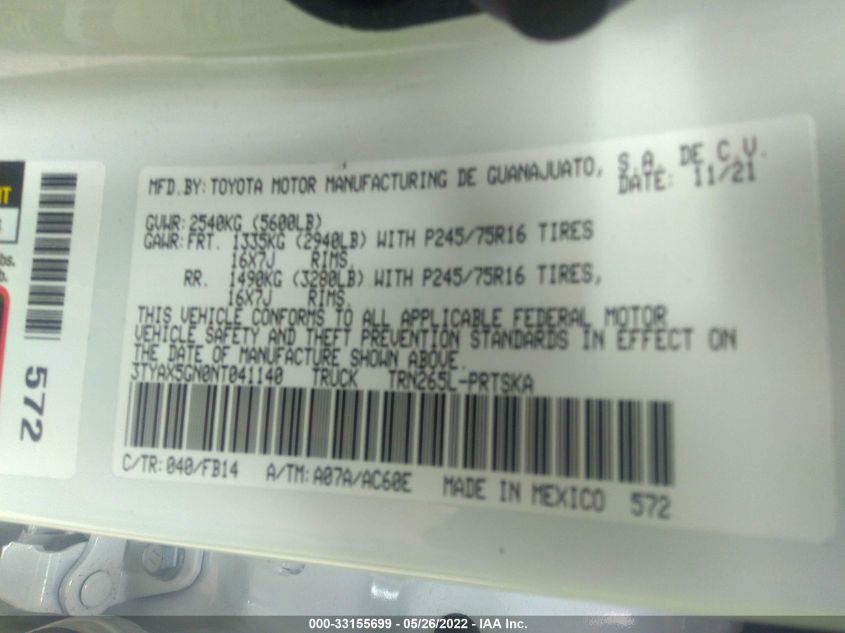 MFD.BY: TOYOTA MOTOR MANUFACTURING DE GUANAJUATO, S.A. DE C.V.
DATE: 11/21
GVWR: 2540KG (5600LB)
GAWR: FRT. 1335KG (2940LB) WITH P245/75R16 TIRES
16X7J RIMS,
RR. 1490KG (3280LB) WITH P245/75R16 TIRES,
16X7J RIMS,
THIS VEHICLE CONFORMS TO ALL APPLICABLE FEDERAL MOTOR
VEHICLE SAFETY AND THEFT PREVENTION STANDARDS IN EFFECT ON
THE DATE OF MANUFACTURE SHOWN ABOVE.
3TYAX5GN0NT041140 TRUCK TRN265L-PRTSKA
C/TR: 040/FB14 A/TM: A07A/AC60E MADE IN MEXICO 572
572
000-33155699 - 05/26/2022 - IAA Inc.